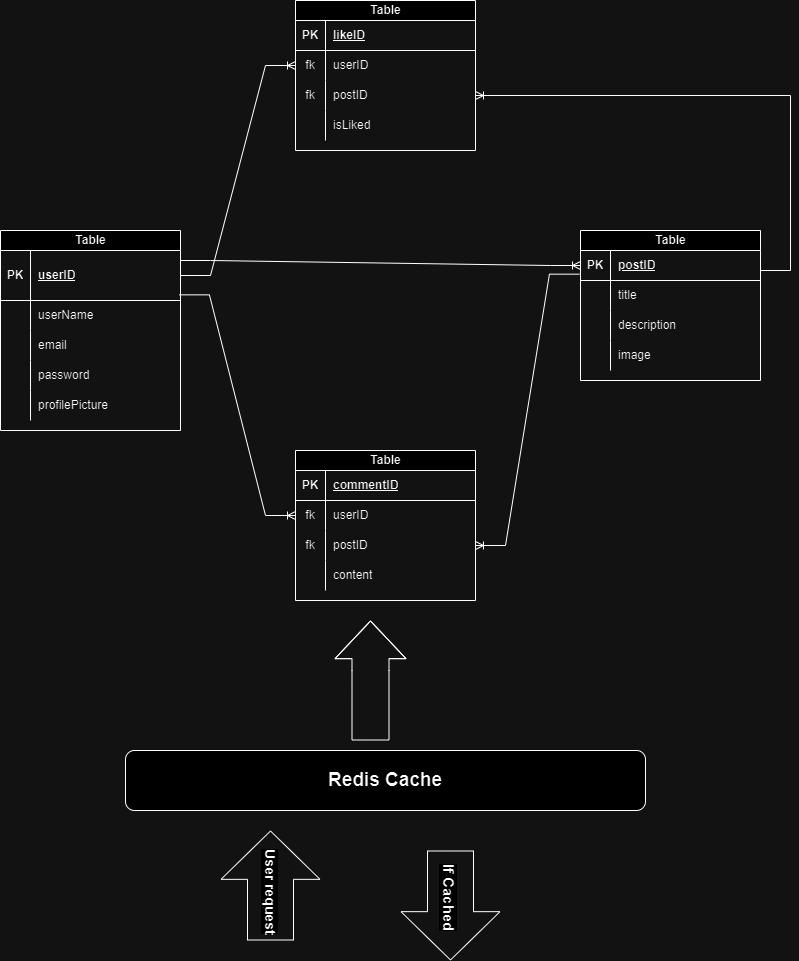 Table
PK likeID
fk userID
fk postID
isLiked
Table
PK userID
userName
email
password
profilePicture
Table
PK postID
title
description
image
Table
PK commentID
fk userID
fk postID
content
Redis Cache
User request
If Cached